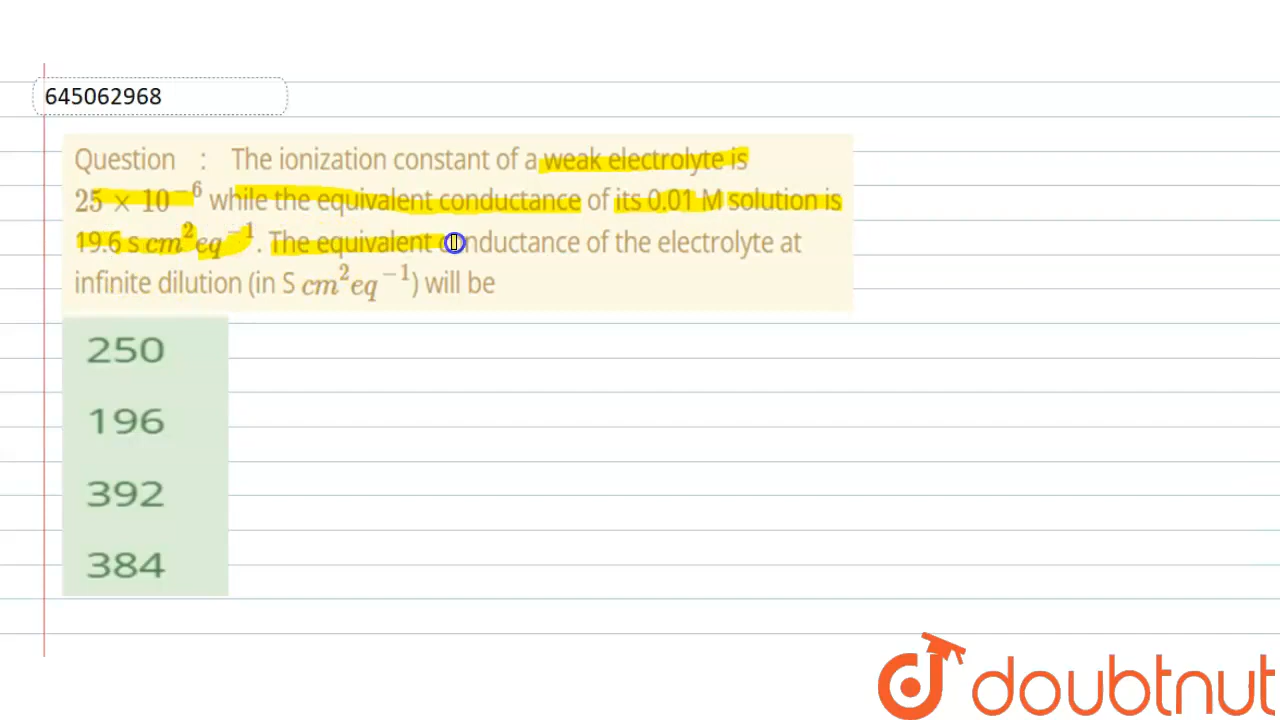 645062968
Question : The ionization constant of a weak electrolyte is
25 × 10⁻⁶ while the equivalent conductance of its 0.01 M solution is
19.6 s cm² eq⁻¹. The equivalent conductance of the electrolyte at
infinite dilution (in S cm² eq⁻¹) will be
250
196
392
384
doubtnut